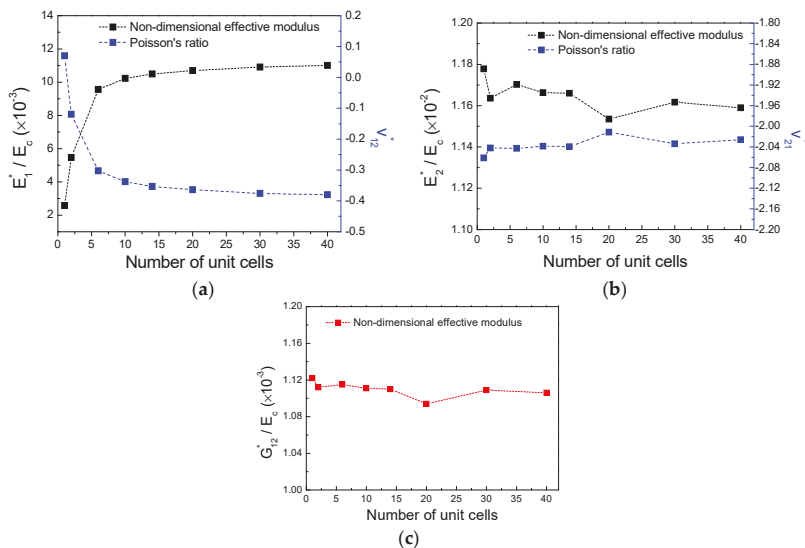 Non-dimensional effective modulus
Poisson's ratio
14
12
10
8
6
4
2
0.2
0.1
0.0
-0.1
-0.2
-0.3
-0.4
-0.5
0 5 10 15 20 25 30 35 40
E*1 / Ec (×10-3)
v*12
Number of unit cells
(a)
Non-dimensional effective modulus
Poisson's ratio
1.20
1.18
1.16
1.14
1.12
1.10
-1.80
-1.84
-1.88
-1.92
-1.96
-2.00
-2.04
-2.08
-2.12
-2.16
-2.20
0 5 10 15 20 25 30 35 40
E*2 / Ec (×10-2)
v*21
Number of unit cells
(b)
Non-dimensional effective modulus
1.20
1.16
1.12
1.08
1.04
1.00
0 5 10 15 20 25 30 35 40
G*12 / Ec (×10-3)
Number of unit cells
(c)